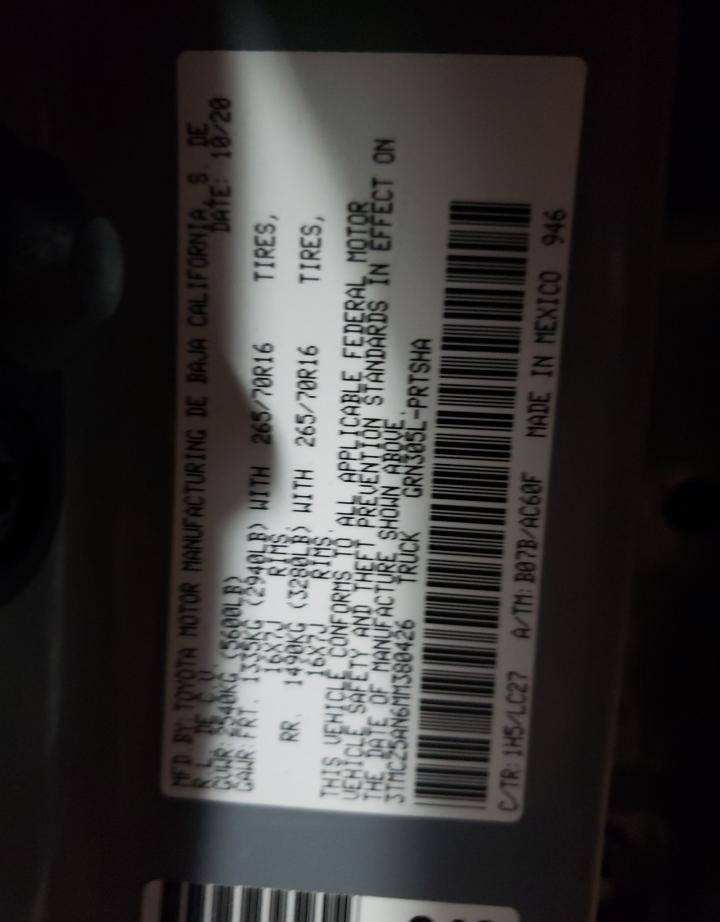 MFD BY: TOYOTA MOTOR MANUFACTURING DE BAJA CALIFORNIA, S. DE
R.L. DE C.V. DATE: 10/20
GVWR: 2540KG (5600LB)
GAWR: FRT. 1335KG (2940LB) WITH 265/70R16 TIRES,
16X7J RIMS,
RR. 1490KG (3280LB) WITH 265/70R16 TIRES,
16X7J RIMS.
THIS VEHICLE CONFORMS TO ALL APPLICABLE FEDERAL MOTOR
VEHICLE SAFETY AND THEFT PREVENTION STANDARDS IN EFFECT ON
THE DATE OF MANUFACTURE SHOWN ABOVE.
3TMCZ5AN6MM380426 TRUCK GRN305L-PRTSHA
C/TR: 1H5/LC27 A/TM: B07B/AC60F MADE IN MEXICO 946